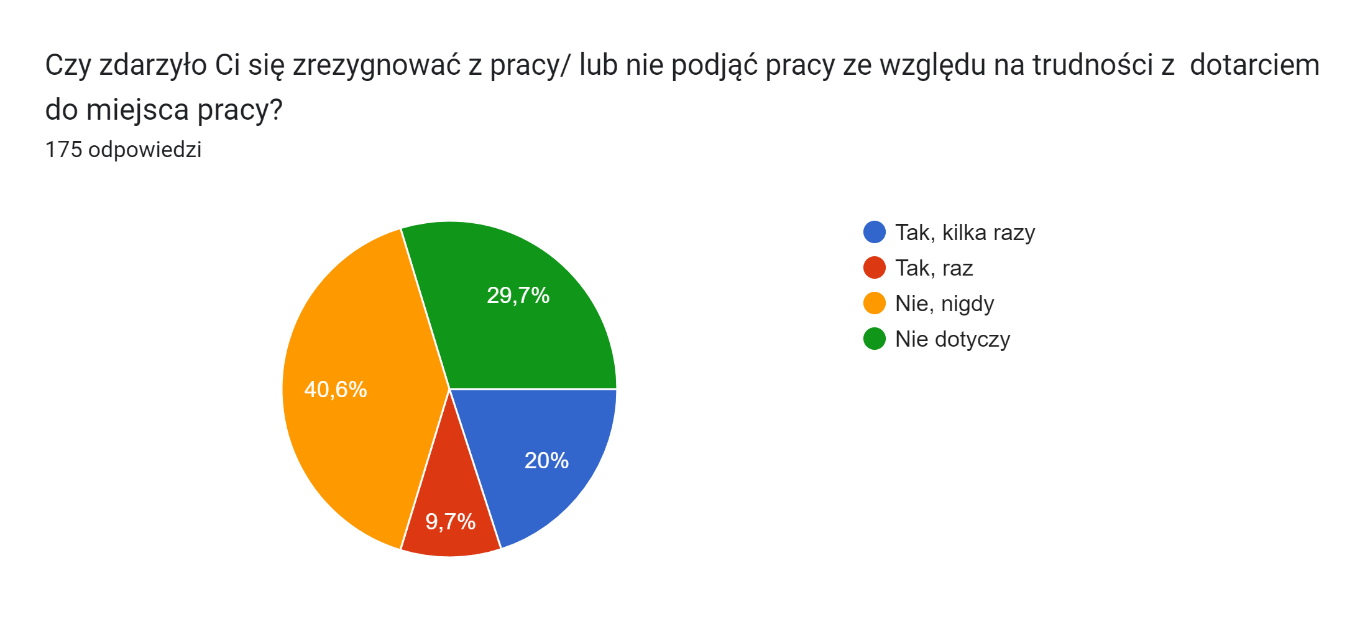 Czy zdarzyło Ci się zrezygnować z pracy/ lub nie podjąć pracy ze względu na trudności z  dotarciem
do miejsca pracy?
175 odpowiedzi
Tak, kilka razy
Tak, raz
Nie, nigdy
Nie dotyczy
29,7%
40,6%
20%
9,7%